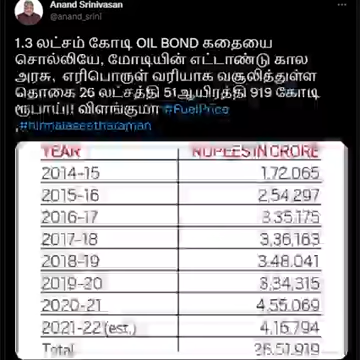 Anand Srinivasan
@anand_srini
1.3 லட்சம் கோடி OIL BOND கதையை
சொல்லியே, மோடியின் எட்டாண்டு கால
அரசு, எரிபொருள் வரியாக வசூலித்துள்ள
தொகை 26 லட்சத்தி 51ஆயிரத்தி 919 கோடி
ரூபாய்!! விளங்குமா #FuelPrice
, #nirmalaseetharaman
YEAR RUPEES IN CRORE
2014-15 1,72,065
2015-16 2,54,297
2016-17 3,35,175
2017-18 3,36,163
2018-19 3,48,041
2019-20 3,34,315
2020-21 4,55,069
2021-22 (est.) 4,16,794
Total 26,51,919